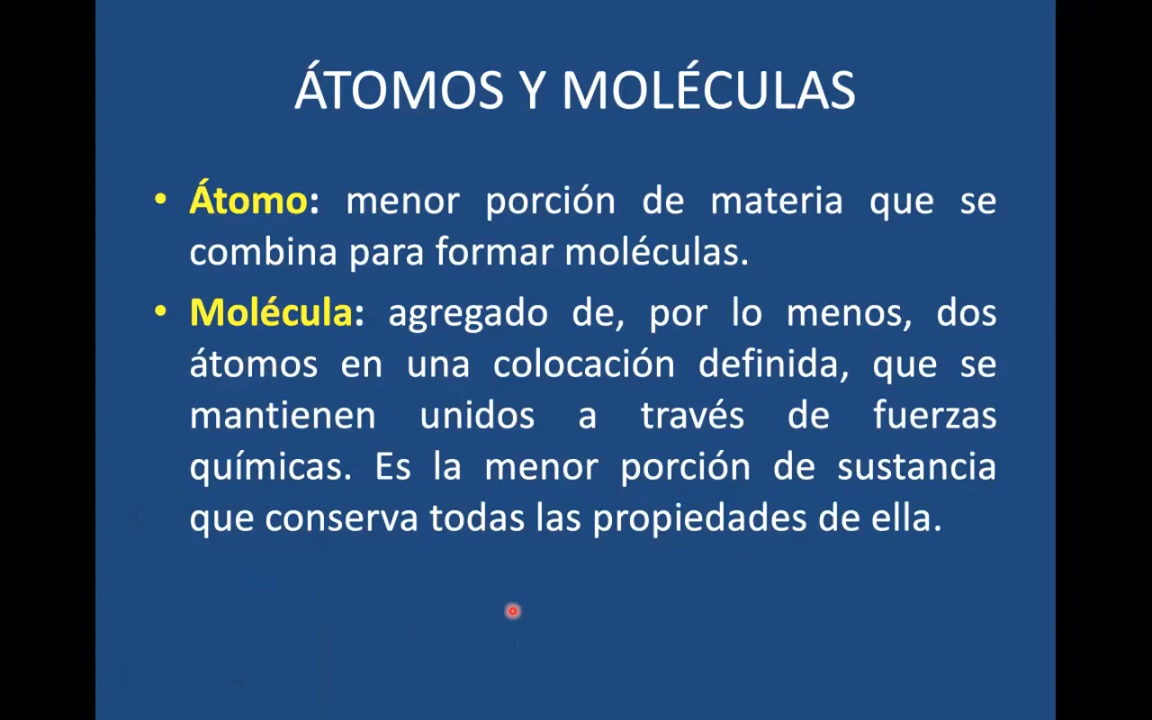 ÁTOMOS Y MOLÉCULAS
• Átomo: menor porción de materia que se
combina para formar moléculas.
• Molécula: agregado de, por lo menos, dos
átomos en una colocación definida, que se
mantienen unidos a través de fuerzas
químicas. Es la menor porción de sustancia
que conserva todas las propiedades de ella.